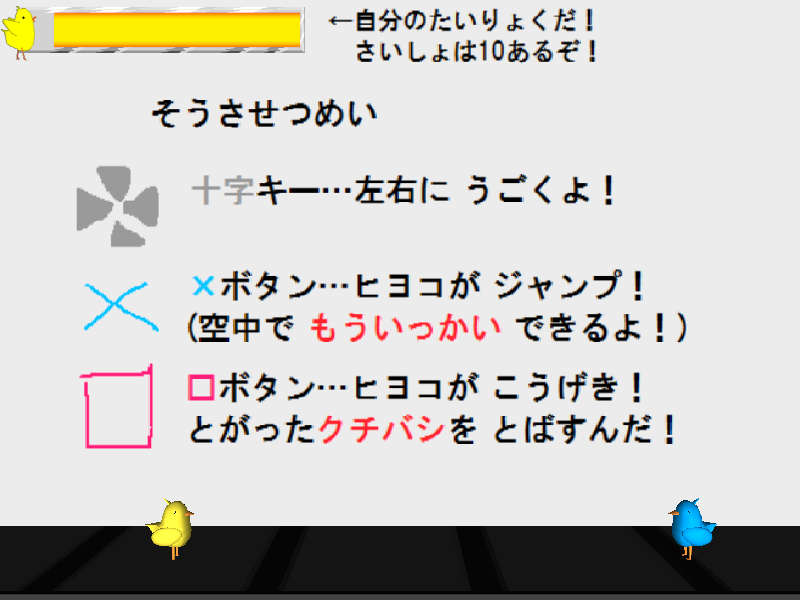 ←自分のたいりょくだ！
さいしょは10あるぞ！
そうさせつめい
十字キー…左右に うごくよ！
×ボタン…ヒヨコが ジャンプ！
(空中で もういっかい できるよ！)
□ボタン…ヒヨコが こうげき！
とがったクチバシを とばすんだ！